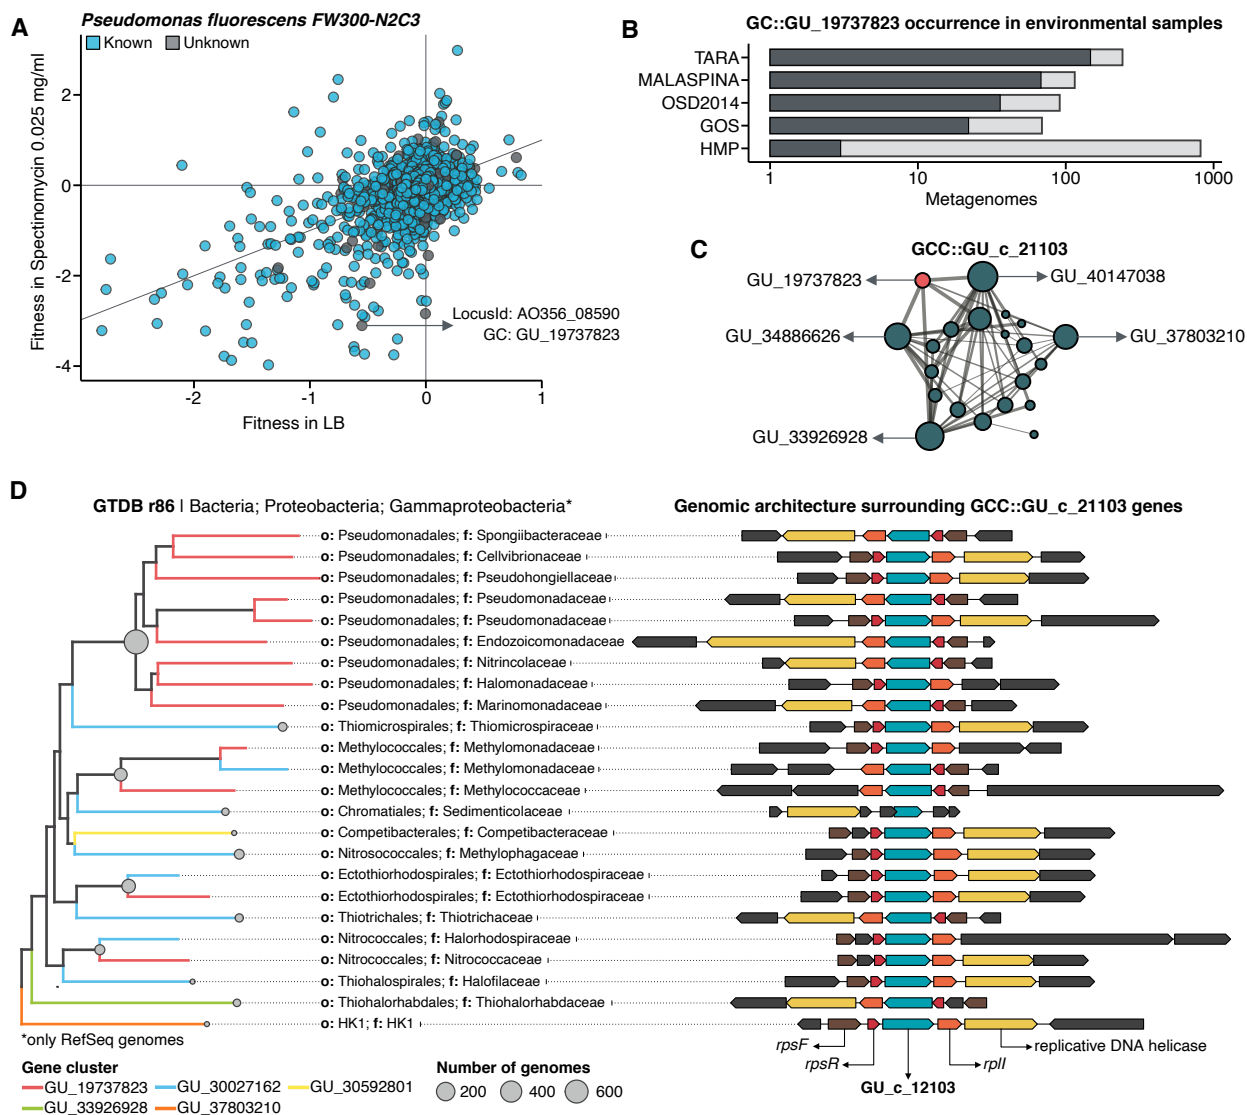 A
Pseudomonas fluorescens FW300-N2C3
Known
Unknown
Fitness in Spectinomycin 0.025 mg/ml
2
0
-2
-4
LocusId: AO356_08590
GC: GU_19737823
-2
-1
0
1
Fitness in LB
B
GC::GU_19737823 occurrence in environmental samples
TARA
MALASPINA
OSD2014
GOS
HMP
1
10
100
1000
Metagenomes
C
GCC::GU_c_21103
GU_19737823
GU_40147038
GU_34886626
GU_37803210
GU_33926928
D
GTDB r86 | Bacteria; Proteobacteria; Gammaproteobacteria*
Genomic architecture surrounding GCC::GU_c_21103 genes
o: Pseudomonadales; f: Spongiibacteraceae
o: Pseudomonadales; f: Cellvibrionaceae
o: Pseudomonadales; f: Pseudohongiellaceae
o: Pseudomonadales; f: Pseudomonadaceae
o: Pseudomonadales; f: Pseudomonadaceae
o: Pseudomonadales; f: Endozoicomonadaceae
o: Pseudomonadales; f: Nitrincolaceae
o: Pseudomonadales; f: Halomonadaceae
o: Pseudomonadales; f: Marinomonadaceae
o: Thiomicrospirales; f: Thiomicrospiraceae
o: Methylococcales; f: Methylomonadaceae
o: Methylococcales; f: Methylomonadaceae
o: Methylococcales; f: Methylococcaceae
o: Chromatiales; f: Sedimenticolaceae
o: Competibacterales; f: Competibacteraceae
o: Nitrosococcales; f: Methylophagaceae
o: Ectothiorhodospirales; f: Ectothiorhodospiraceae
o: Ectothiorhodospirales; f: Ectothiorhodospiraceae
o: Thiotrichales; f: Thiotrichaceae
o: Nitrococcales; f: Halorhodospiraceae
o: Nitrococcales; f: Nitrococcaceae
o: Thiohalospirales; f: Halofilaceae
o: Thiohalorhabdales; f: Thiohalorhabdaceae
o: HK1; f: HK1
*only RefSeq genomes
rpsF
rpsR
GU_c_12103
rplI
replicative DNA helicase
Gene cluster
GU_19737823
GU_30027162
GU_30592801
GU_33926928
GU_37803210
Number of genomes
200
400
600